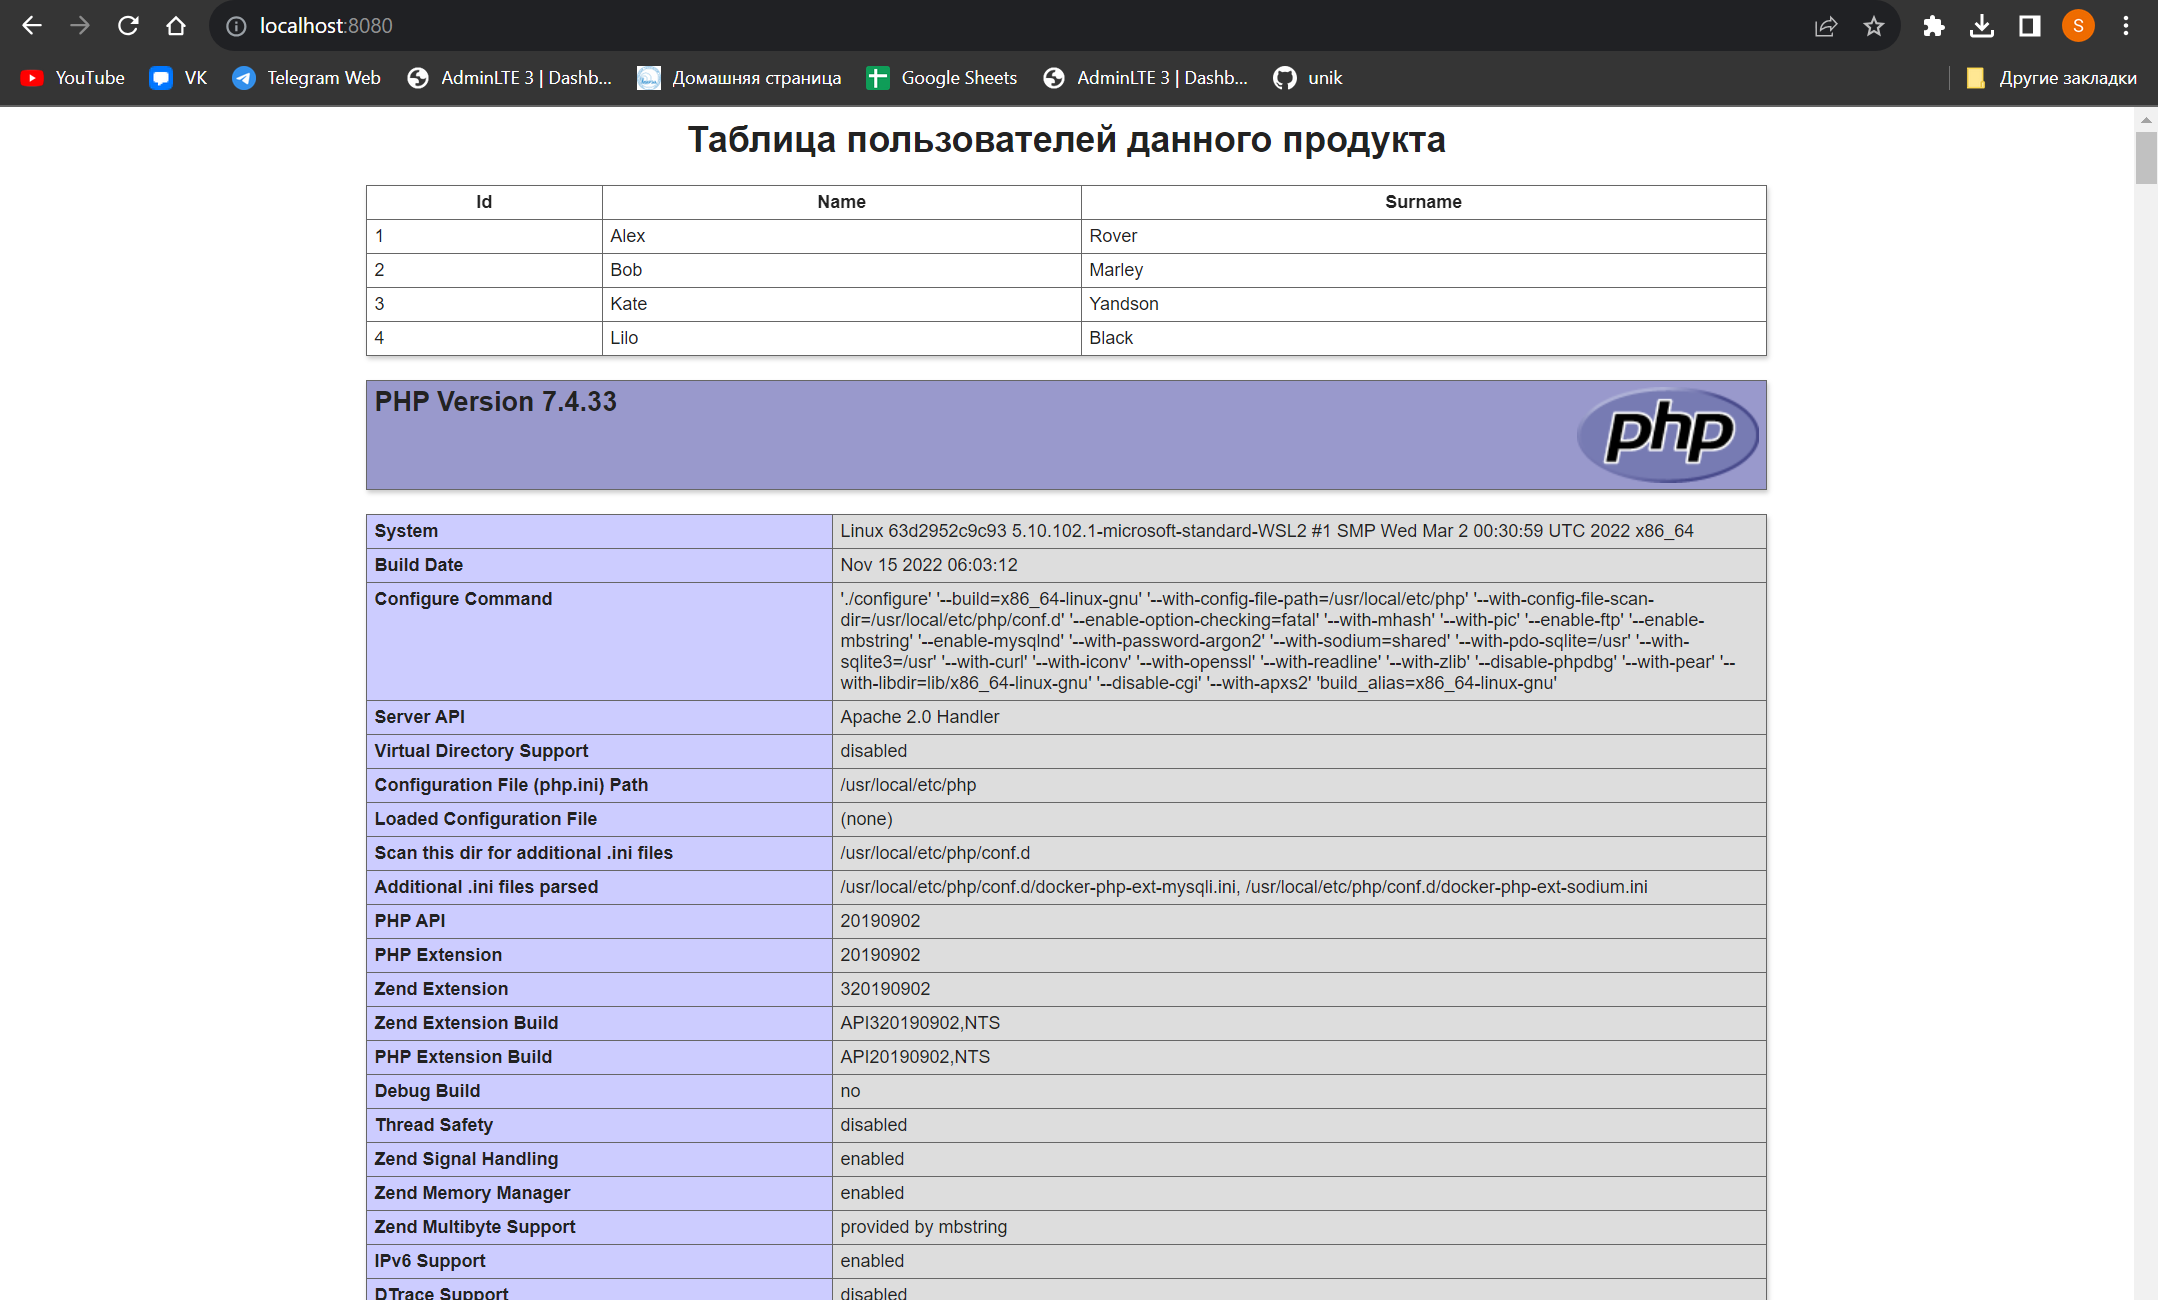 localhost:8080
S
YouTube VK Telegram Web AdminLTE 3 | Dashb... Домашняя страница Google Sheets AdminLTE 3 | Dashb... unik Другие закладки
Таблица пользователей данного продукта
Id Name Surname
1 Alex Rover
2 Bob Marley
3 Kate Yandson
4 Lilo Black
PHP Version 7.4.33
php
System Linux 63d2952c9c93 5.10.102.1-microsoft-standard-WSL2 #1 SMP Wed Mar 2 00:30:59 UTC 2022 x86_64
Build Date Nov 15 2022 06:03:12
Configure Command './configure' '--build=x86_64-linux-gnu' '--with-config-file-path=/usr/local/etc/php' '--with-config-file-scan-
dir=/usr/local/etc/php/conf.d' '--enable-option-checking=fatal' '--with-mhash' '--with-pic' '--enable-ftp' '--enable-
mbstring' '--enable-mysqlnd' '--with-password-argon2' '--with-sodium=shared' '--with-pdo-sqlite=/usr' '--with-
sqlite3=/usr' '--with-curl' '--with-iconv' '--with-openssl' '--with-readline' '--with-zlib' '--disable-phpdbg' '--with-pear' '--
with-libdir=lib/x86_64-linux-gnu' '--disable-cgi' '--with-apxs2' 'build_alias=x86_64-linux-gnu'
Server API Apache 2.0 Handler
Virtual Directory Support disabled
Configuration File (php.ini) Path /usr/local/etc/php
Loaded Configuration File (none)
Scan this dir for additional .ini files /usr/local/etc/php/conf.d
Additional .ini files parsed /usr/local/etc/php/conf.d/docker-php-ext-mysqli.ini, /usr/local/etc/php/conf.d/docker-php-ext-sodium.ini
PHP API 20190902
PHP Extension 20190902
Zend Extension 320190902
Zend Extension Build API320190902,NTS
PHP Extension Build API20190902,NTS
Debug Build no
Thread Safety disabled
Zend Signal Handling enabled
Zend Memory Manager enabled
Zend Multibyte Support provided by mbstring
IPv6 Support enabled
DTrace Support disabled